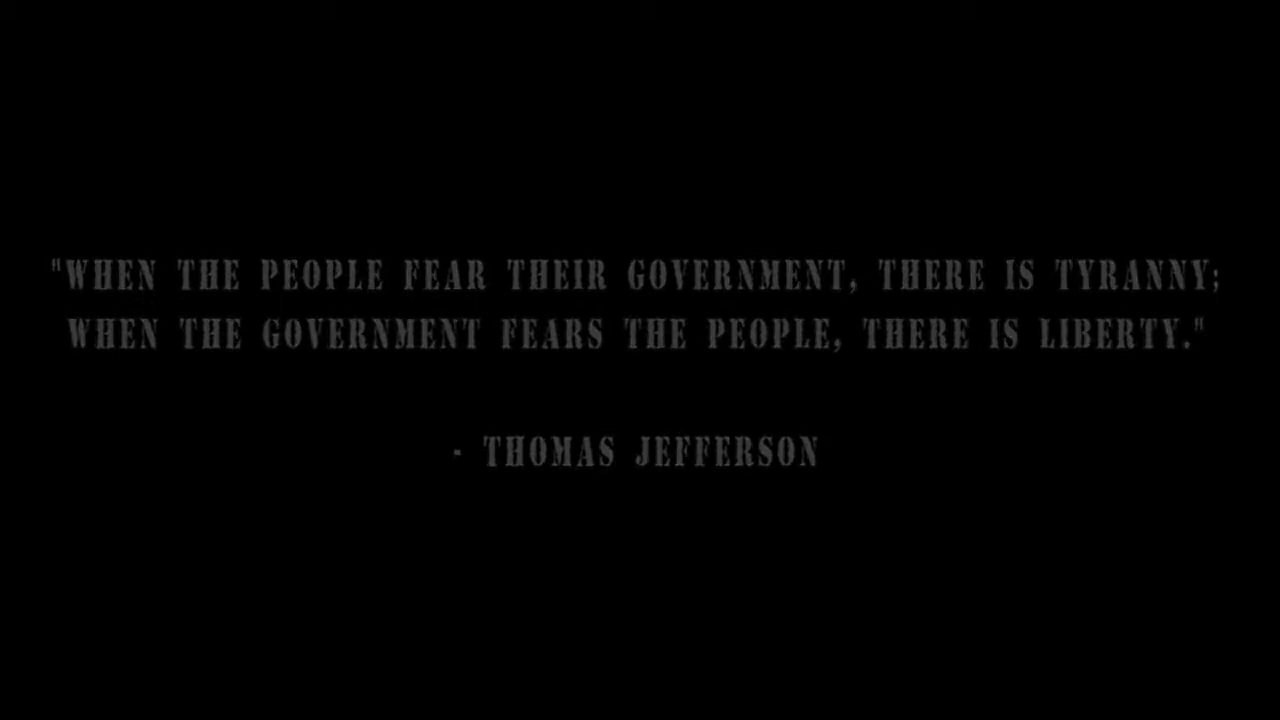 "WHEN THE PEOPLE FEAR THEIR GOVERNMENT, THERE IS TYRANNY;
WHEN THE GOVERNMENT FEARS THE PEOPLE, THERE IS LIBERTY."
- THOMAS JEFFERSON